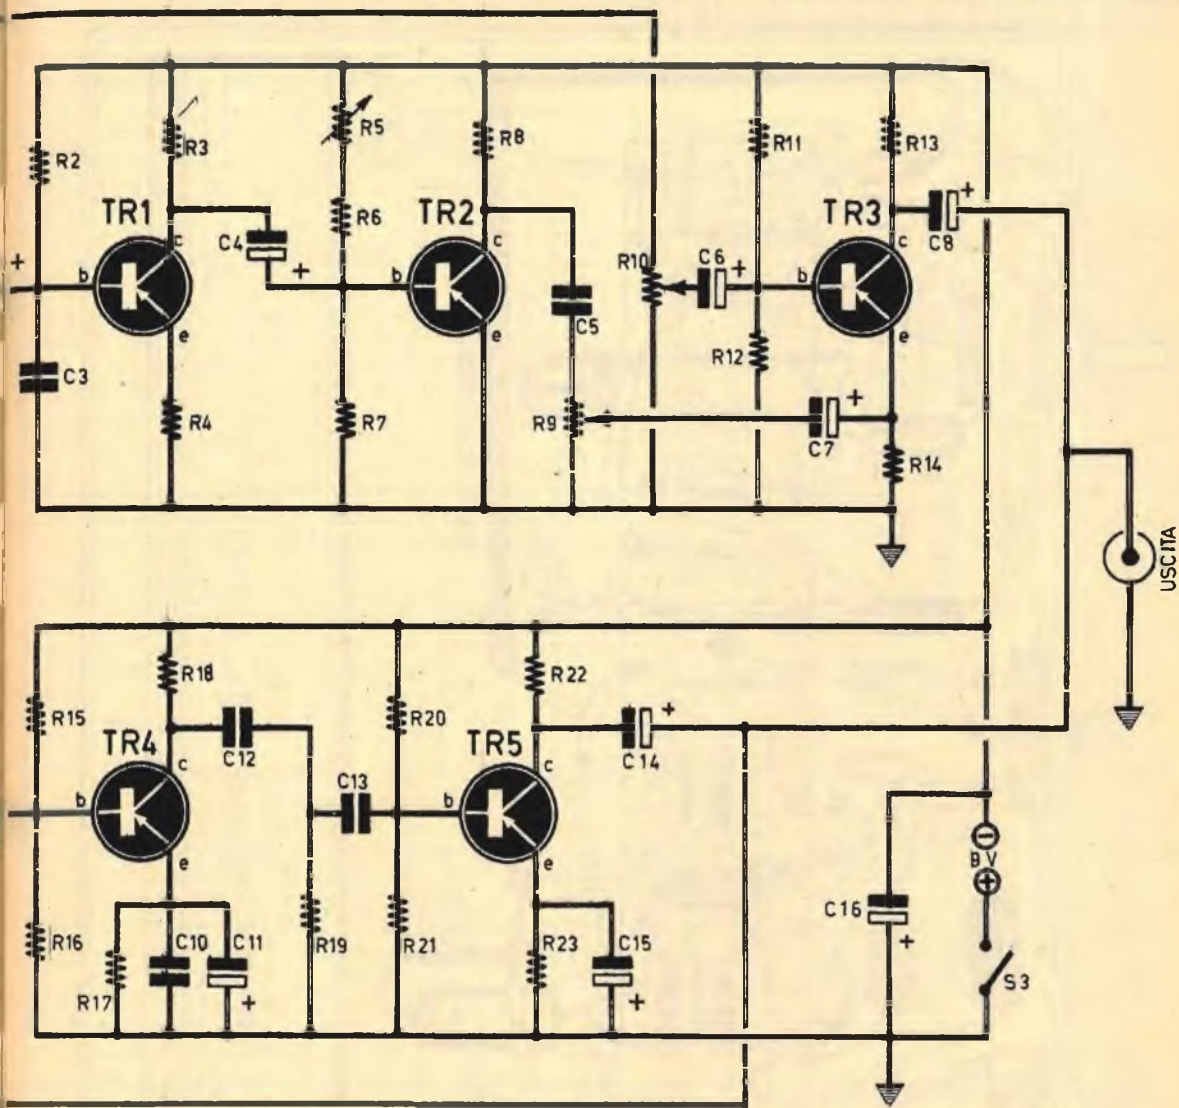 R2
R3
R5
R8
R11
R13
TR1
R6
TR2
TR3
+
C4
c
+
c
R10
C6
+
c
C8
+
b
b
b
e
e
e
C3
C5
R12
R4
R7
R9
C7
+
R14
USCITA
R18
R22
R15
R20
TR4
C12
TR5
C14
+
c
C13
c
b
b
e
e
BV
R16
C10
C11
R19
R21
R23
C15
C16
R17
+
+
+
S3